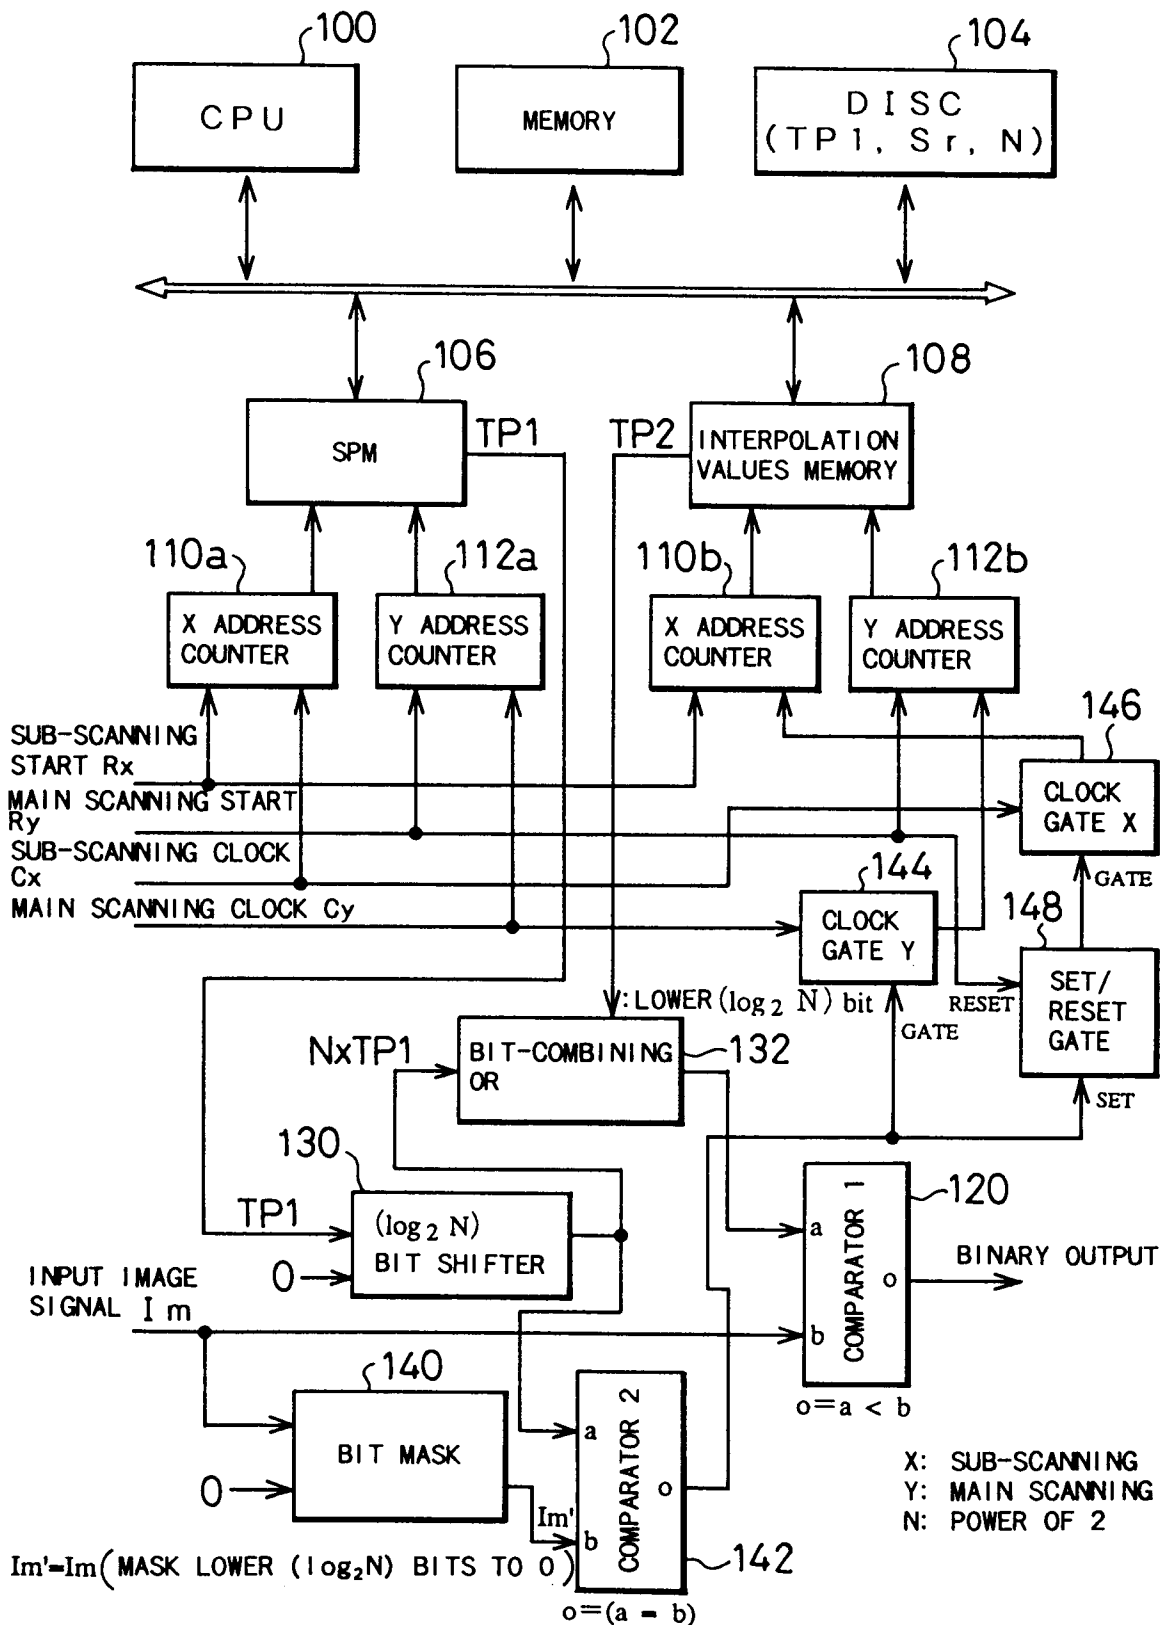 100
102
104
CPU
MEMORY
DISC
(TP1, Sr, N)
106
108
SPM
TP1
TP2
INTERPOLATION
VALUES MEMORY
110a
112a
110b
112b
X ADDRESS
COUNTER
Y ADDRESS
COUNTER
X ADDRESS
COUNTER
Y ADDRESS
COUNTER
146
SUB-SCANNING
START Rx
MAIN SCANNING START
Ry
CLOCK
GATE X
SUB-SCANNING CLOCK
Cx
144
GATE
MAIN SCANNING CLOCK Cy
148
CLOCK
GATE Y
SET/
RESET
GATE
:LOWER (log2 N) bit
RESET
GATE
NxTP1
BIT-COMBINING
OR
132
SET
130
120
TP1
(log2 N)
BIT SHIFTER
0
a
COMPARATOR 1
o
BINARY OUTPUT
INPUT IMAGE
SIGNAL Im
b
140
o=a < b
BIT MASK
0
a
COMPARATOR 2
o
X: SUB-SCANNING
Y: MAIN SCANNING
N: POWER OF 2
Im'
b
142
Im'=Im(MASK LOWER (log2N) BITS TO 0)
o=(a = b)